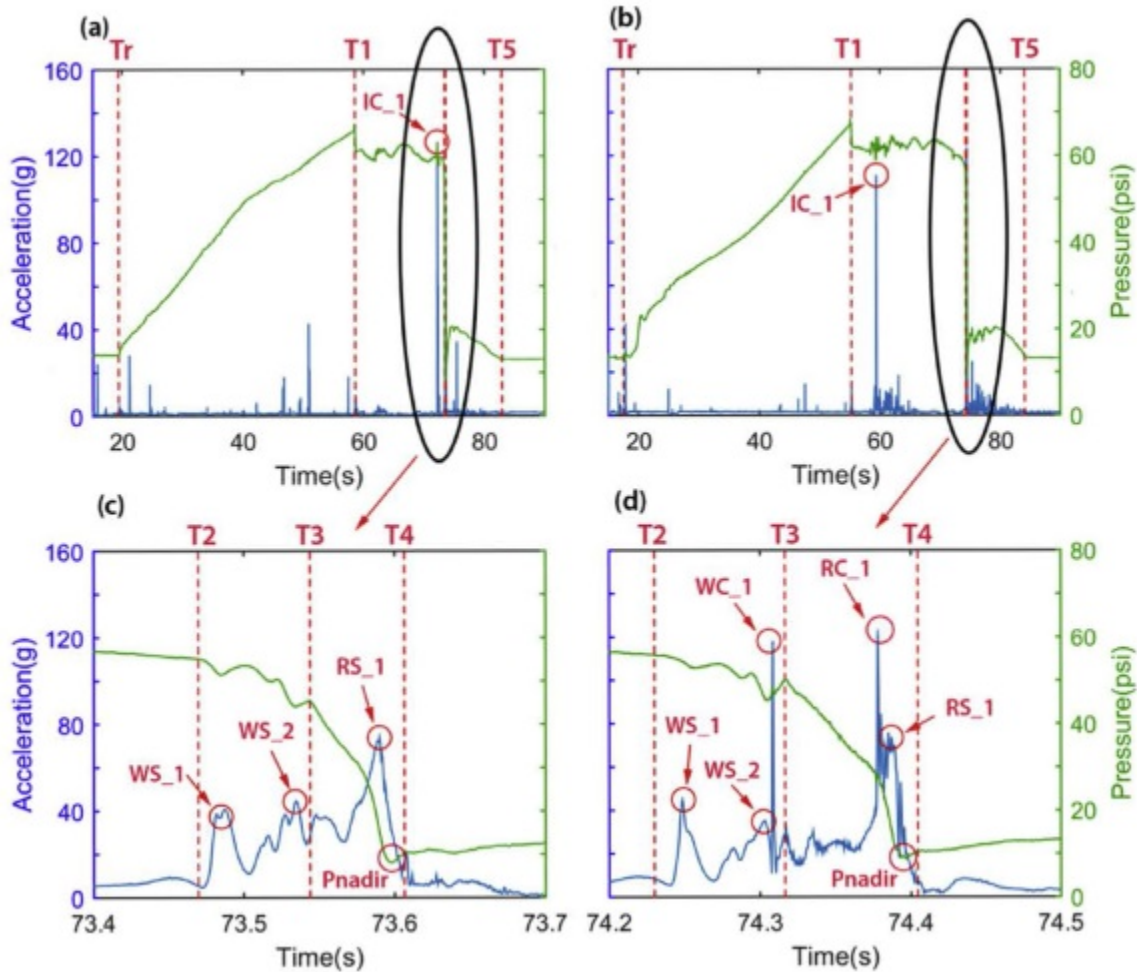 (a)
(b)
Tr T1 T5
Tr T1 T5
160
120
80
40
0
Acceleration(g)
IC_1
20 40 60 80
Time(s)
IC_1
80
60
40
20
0
Pressure(psi)
20 40 60 80
Time(s)
(c)
(d)
T2 T3 T4
T2 T3 T4
160
120
80
40
0
Acceleration(g)
WS_1
WS_2
RS_1
Pnadir
73.4 73.5 73.6 73.7
Time(s)
WC_1
RC_1
WS_1
WS_2
RS_1
Pnadir
80
60
40
20
0
Pressure(psi)
74.2 74.3 74.4 74.5
Time(s)